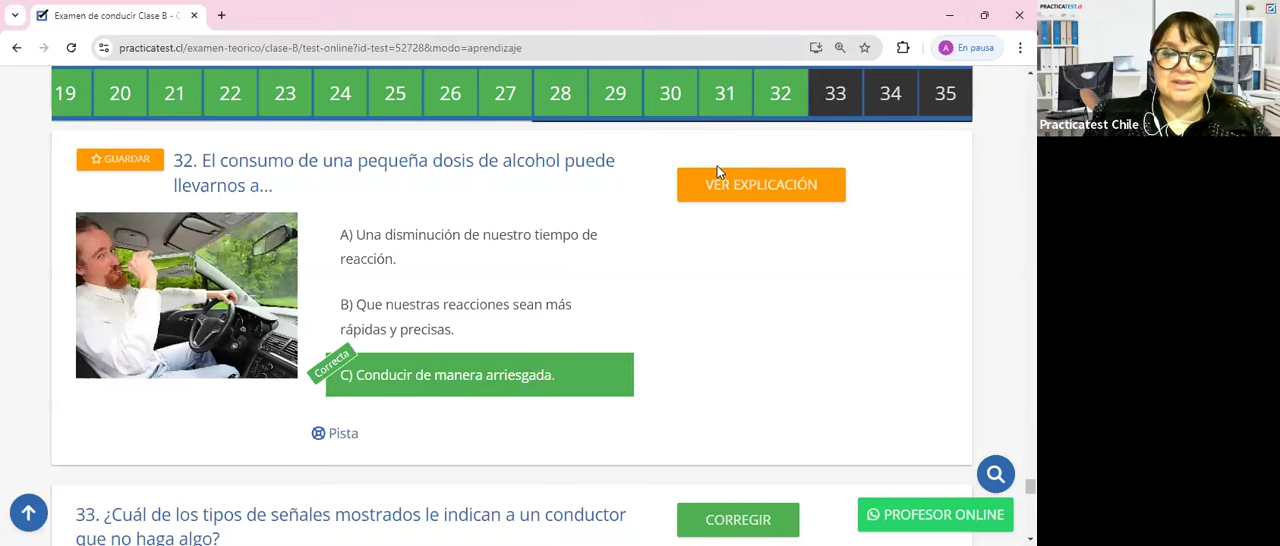 Examen de conducir Clase B - C
practicatest.cl/examen-teorico/clase-B/test-online?id-test=52728&modo=aprendizaje
A
En pausa
PRACTICATEST.CL
Practicatest Chile
19 20 21 22 23 24 25 26 27 28 29 30 31 32 33 34 35
GUARDAR
32. El consumo de una pequeña dosis de alcohol puede
llevarnos a...
VER EXPLICACIÓN
A) Una disminución de nuestro tiempo de
reacción.
B) Que nuestras reacciones sean más
rápidas y precisas.
Correcta
C) Conducir de manera arriesgada.
Pista
33. ¿Cuál de los tipos de señales mostrados le indican a un conductor
que no haga algo?
CORREGIR
PROFESOR ONLINE